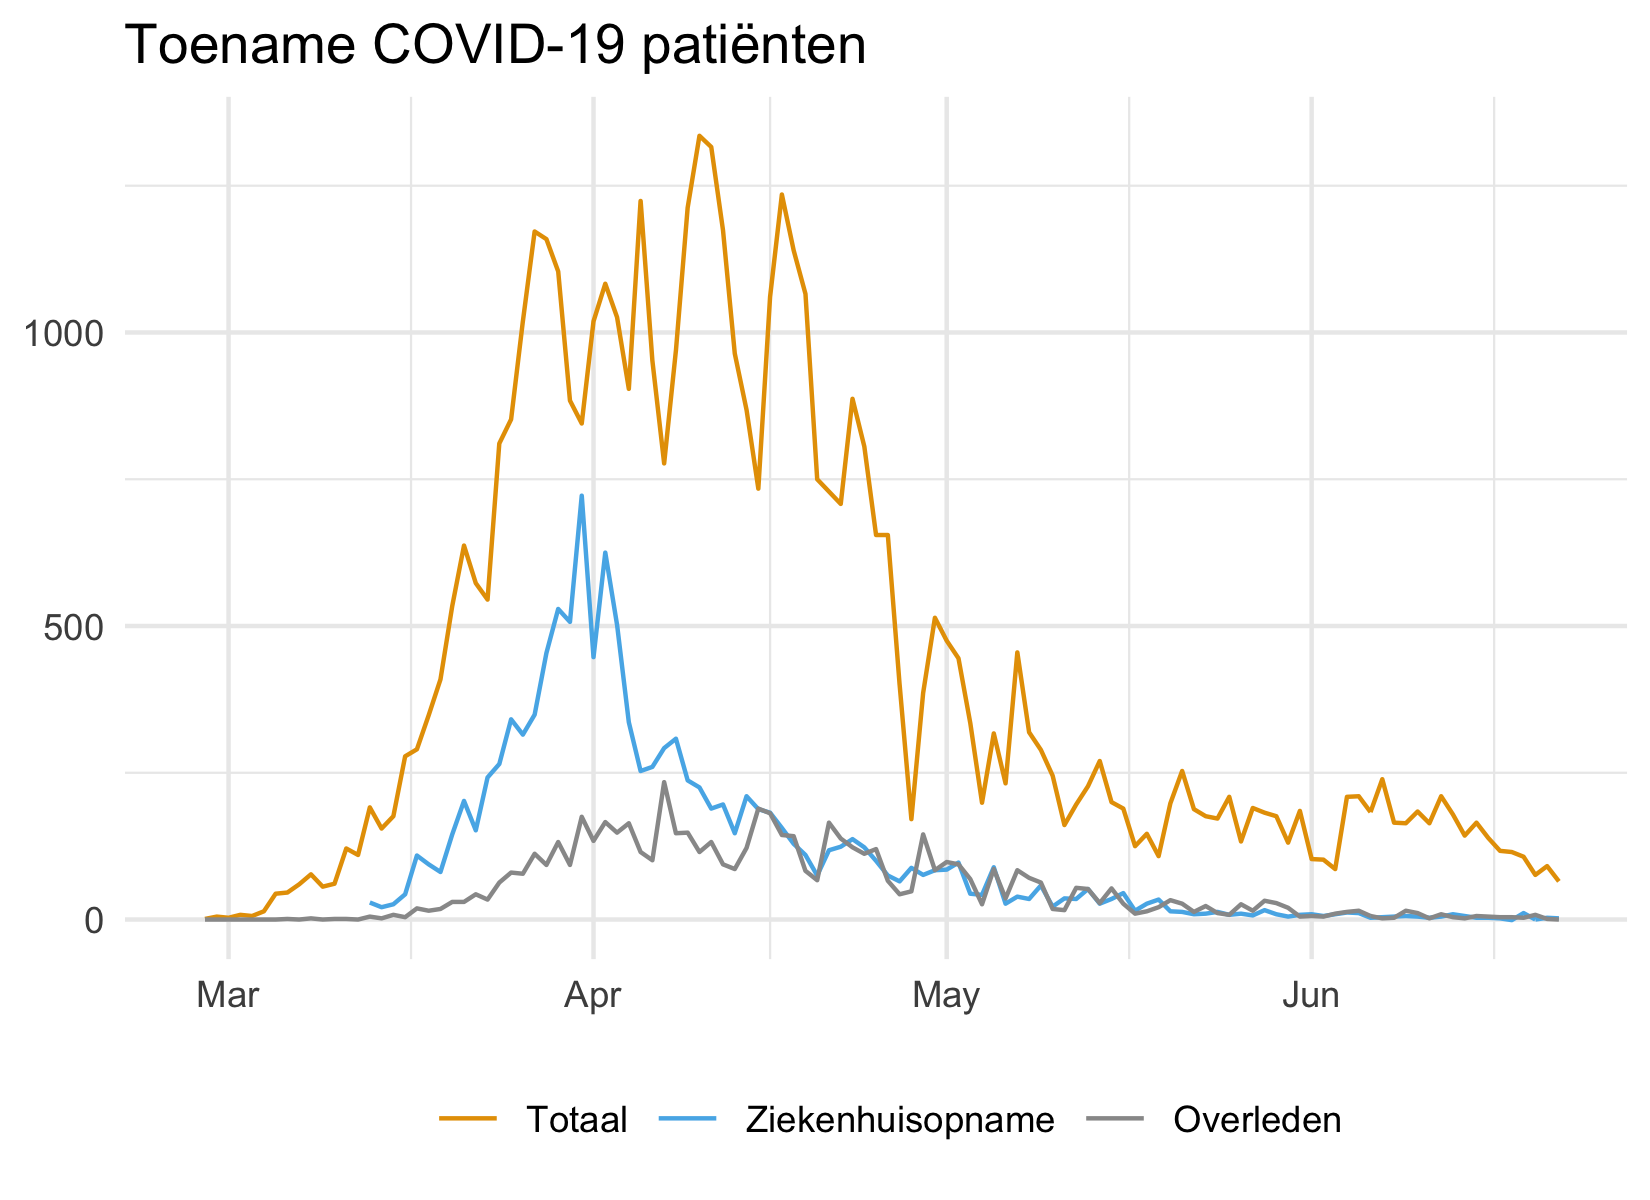 Toename COVID-19 patiënten
1000
500
0
Mar Apr May Jun
Totaal Ziekenhuisopname Overleden